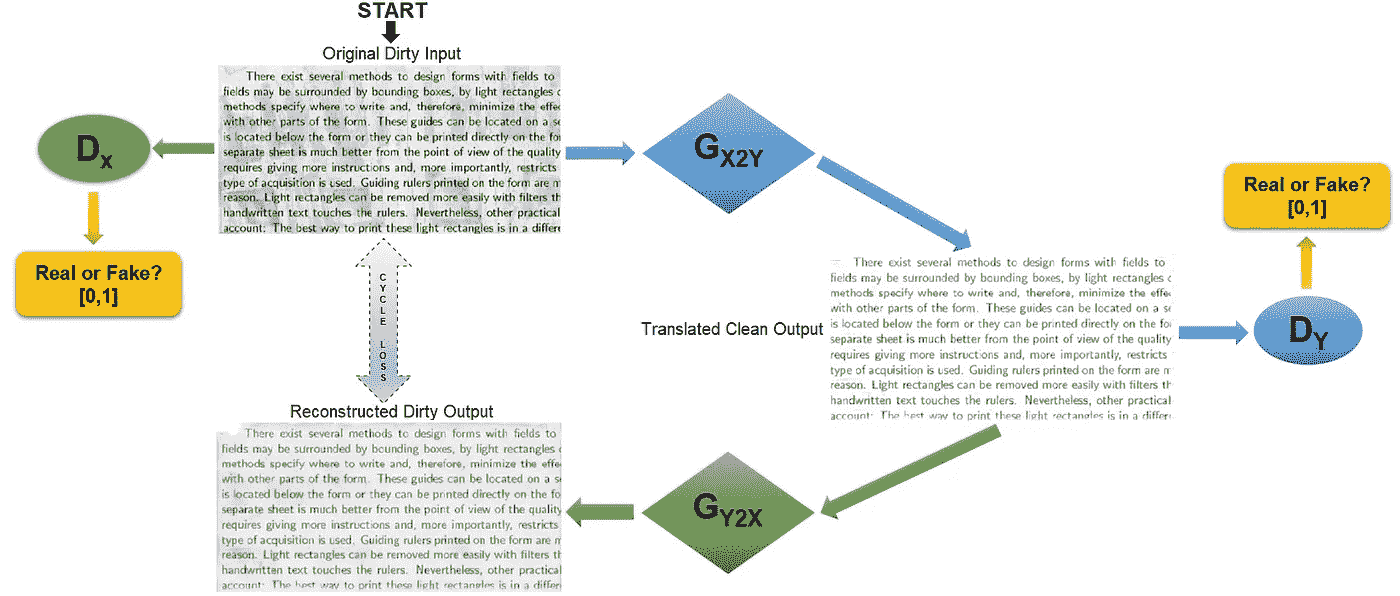 START
Original Dirty Input
There exist several methods to design forms with fields to
fields may be surrounded by bounding boxes, by light rectangles
methods specify where to write and, therefore, minimize the effe
with other parts of the form. These guides can be located on a se
is located below the form or they can be printed directly on the fo
separate sheet is much better from the point of view of the quality
requires giving more instructions and, more importantly, restricts
type of acquisition is used. Guiding rulers printed on the form are
reason. Light rectangles can be removed more easily with filters th
handwritten text touches the rulers. Nevertheless, other practical
account: The best way to print these light rectangles is in a differe
DX
Real or Fake?
[0,1]
GX2Y
Real or Fake?
[0,1]
There exist several methods to design forms with fields to
fields may be surrounded by bounding boxes, by light rectangles
methods specify where to write and, therefore, minimize the effe
with other parts of the form. These guides can be located on a se
is located below the form or they can be printed directly on the fo
separate sheet is much better from the point of view of the quality
requires giving more instructions and, more importantly, restricts
type of acquisition is used. Guiding rulers printed on the form are
reason. Light rectangles can be removed more easily with filters th
handwritten text touches the rulers. Nevertheless, other practical
account: The best way to print these light rectangles is in a differe
Translated Clean Output
DY
CYCLE LOSS
Reconstructed Dirty Output
There exist several methods to design forms with fields to
fields may be surrounded by bounding boxes, by light rectangles
methods specify where to write and, therefore, minimize the effe
with other parts of the form. These guides can be located on a se
is located below the form or they can be printed directly on the fo
separate sheet is much better from the point of view of the quality
requires giving more instructions and, more importantly, restricts
type of acquisition is used. Guiding rulers printed on the form are
reason. Light rectangles can be removed more easily with filters th
handwritten text touches the rulers. Nevertheless, other practical
account: The best way to print these light rectangles is in a differe
GY2X